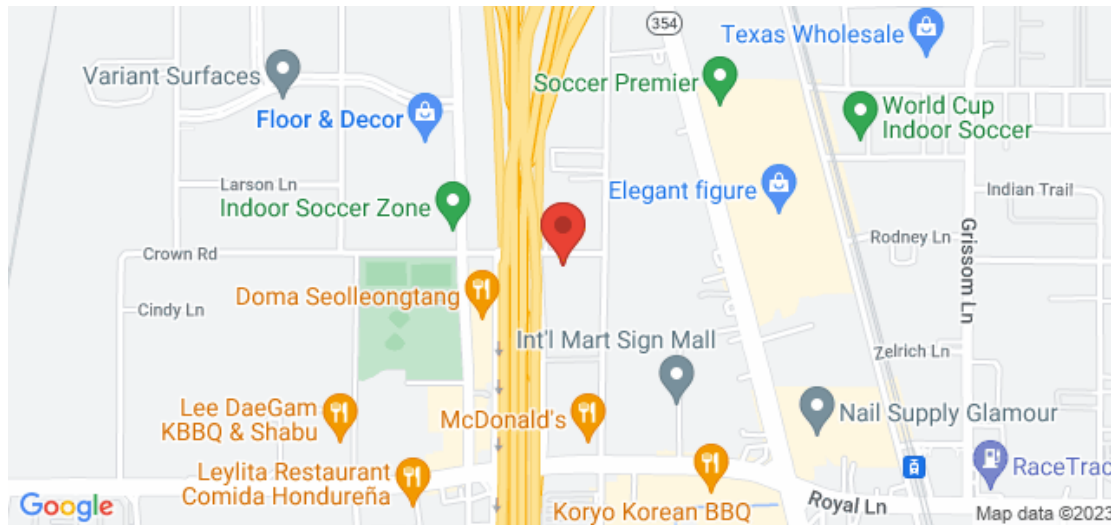 354
Texas Wholesale
Variant Surfaces
Soccer Premier
Floor & Decor
World Cup
Indoor Soccer
Larson Ln
Indoor Soccer Zone
Elegant figure
Indian Trail
Crown Rd
Rodney Ln
Grissom Ln
Doma Seolleongtang
Cindy Ln
Int'l Mart Sign Mall
Zelrich Ln
Lee DaeGam
KBBQ & Shabu
McDonald's
Nail Supply Glamour
Leylita Restaurant
Comida Hondureña
RaceTrac
Koryo Korean BBQ
Royal Ln
Google
Map data ©2023